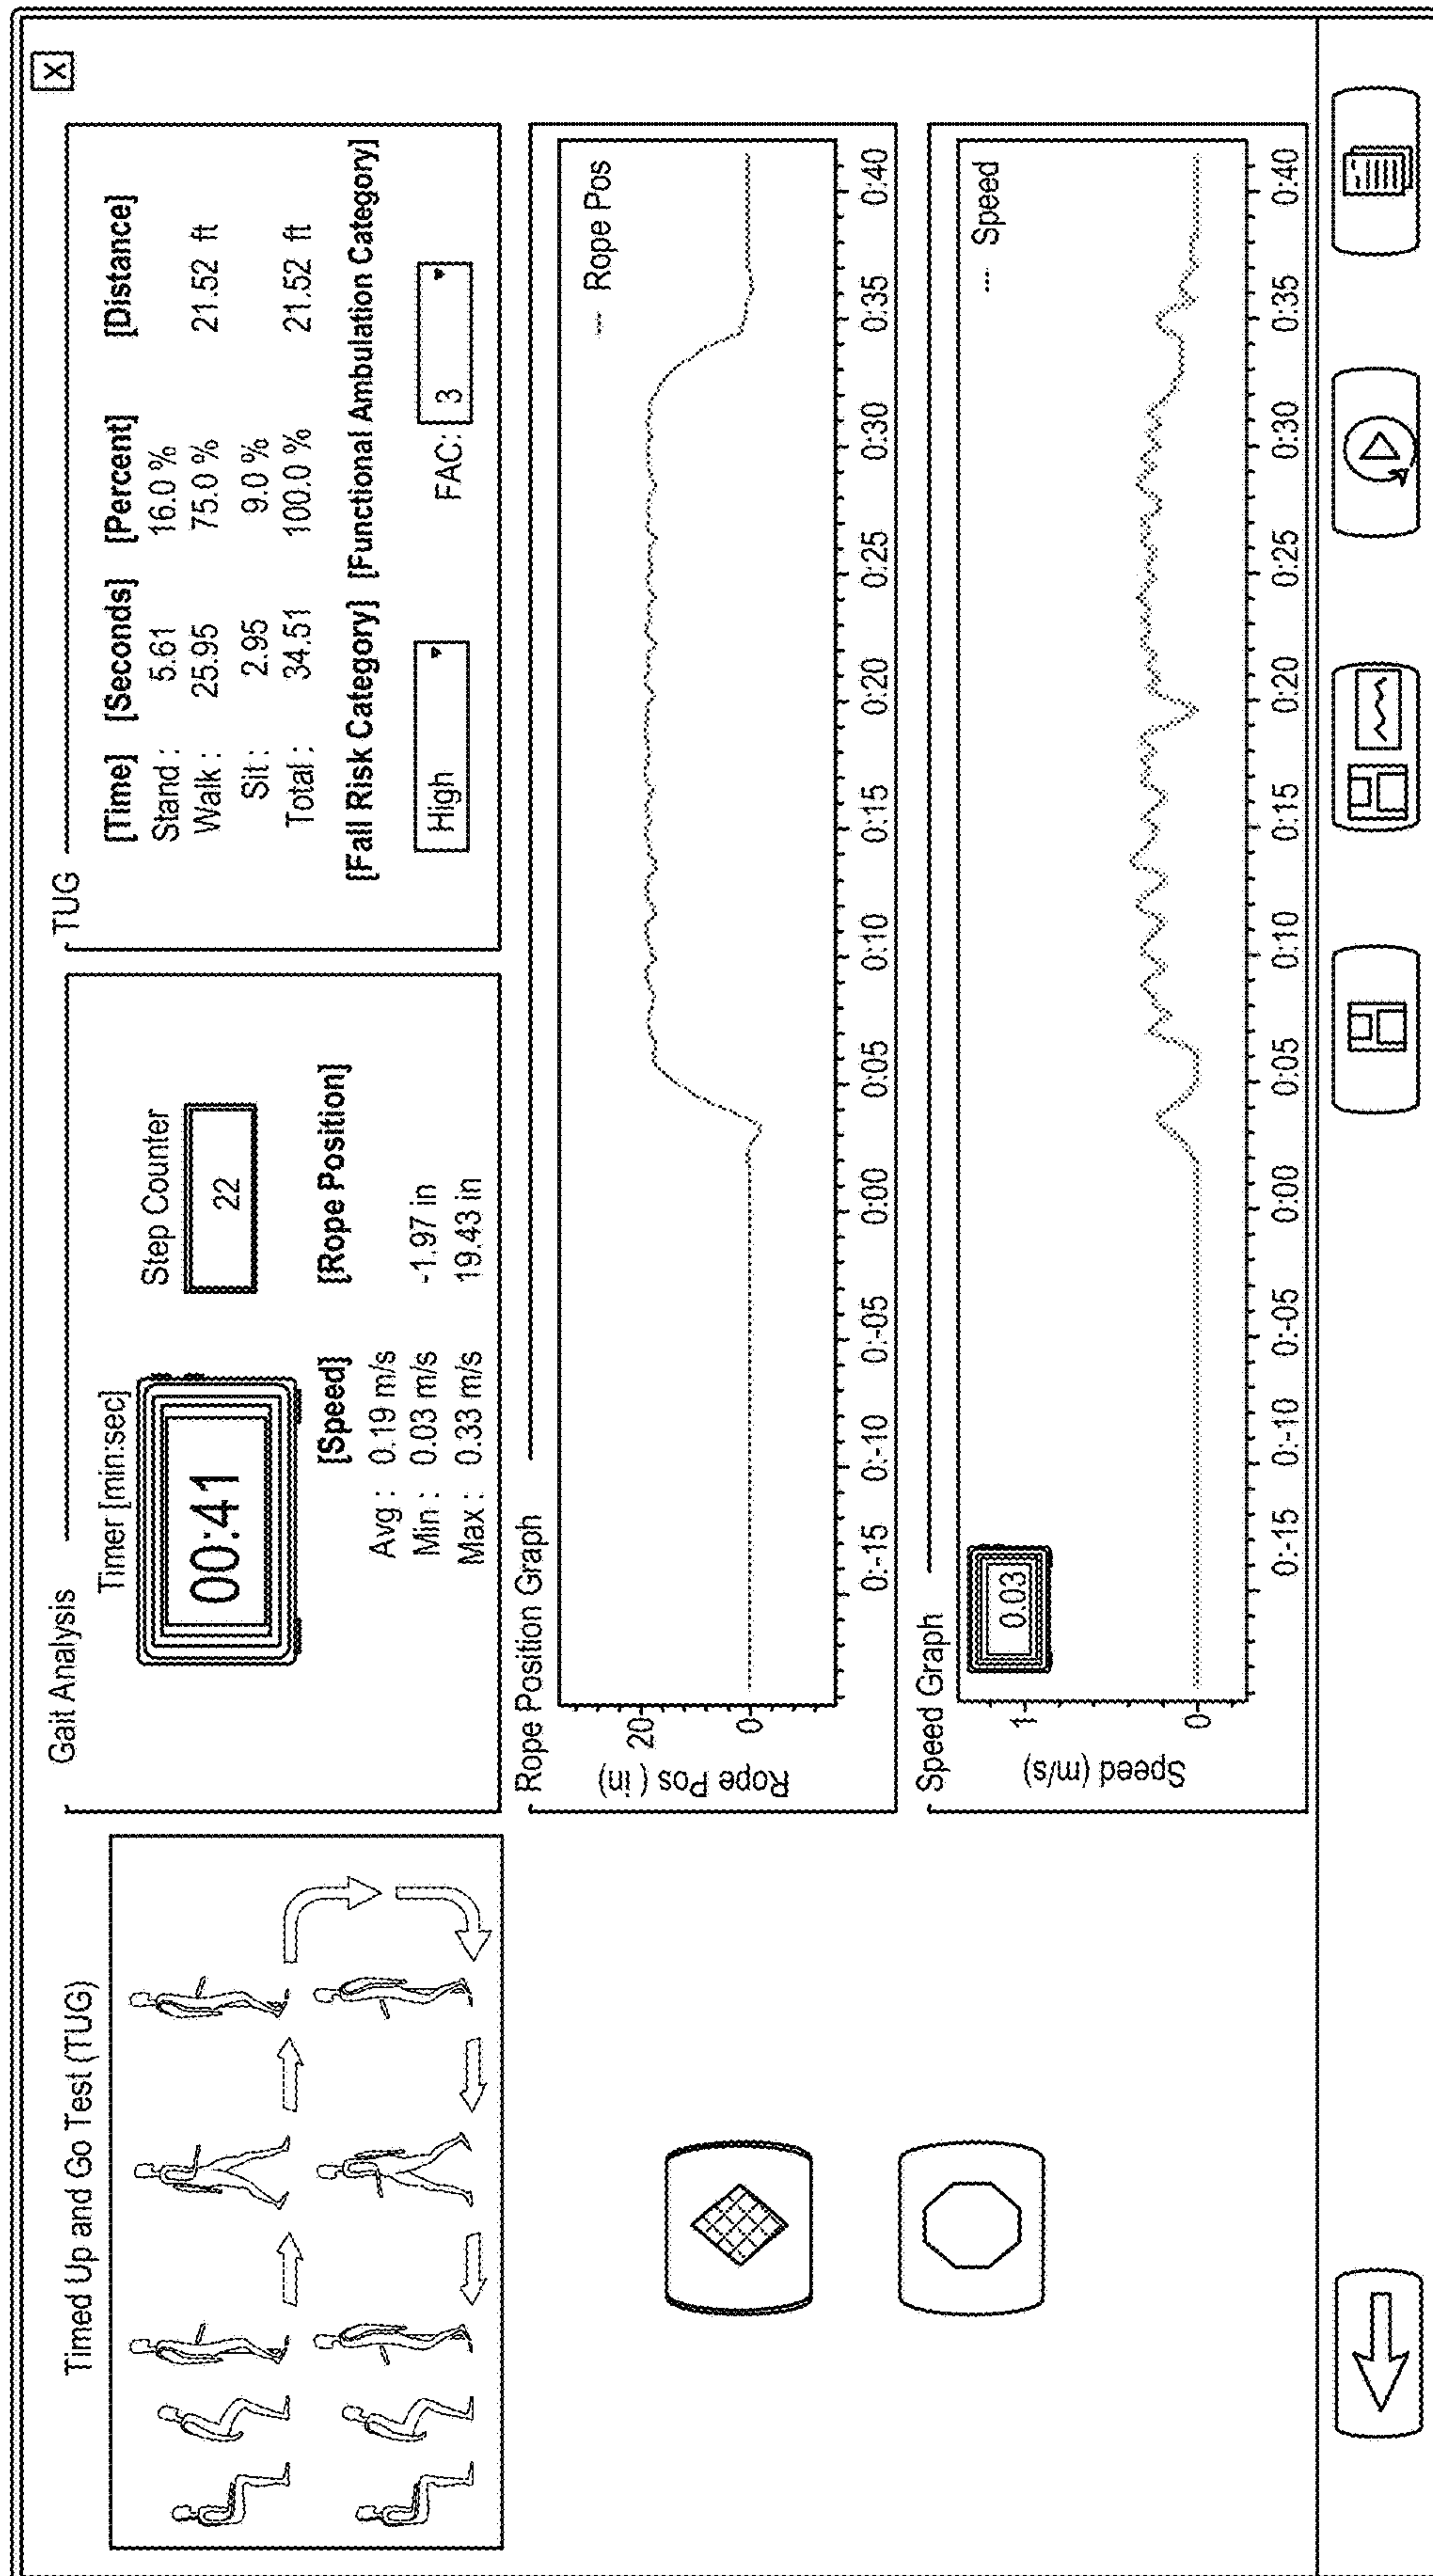 Timed Up and Go Test (TUG)
X
Gait Analysis
Timer [min:sec]
00:41
Step Counter
22
[Speed] [Rope Position]
Avg : 0.19 m/s
Min : 0.03 m/s -1.97 in
Max : 0.33 m/s 19.43 in
TUG
[Time] [Seconds] [Percent] [Distance]
Stand : 5.61 16.0 %
Walk : 25.95 75.0 % 21.52 ft
Sit : 2.95 9.0 %
Total : 34.51 100.0 % 21.52 ft
[Fall Risk Category] [Functional Ambulation Category]
High FAC: 3
Rope Position Graph
Rope Pos ( in)
20
0
--- Rope Pos
0:-15 0:-10 0:-05 0:00 0:05 0:10 0:15 0:20 0:25 0:30 0:35 0:40
Speed Graph
Speed (m/s)
1
0
0.03
--- Speed
0:-15 0:-10 0:-05 0:00 0:05 0:10 0:15 0:20 0:25 0:30 0:35 0:40